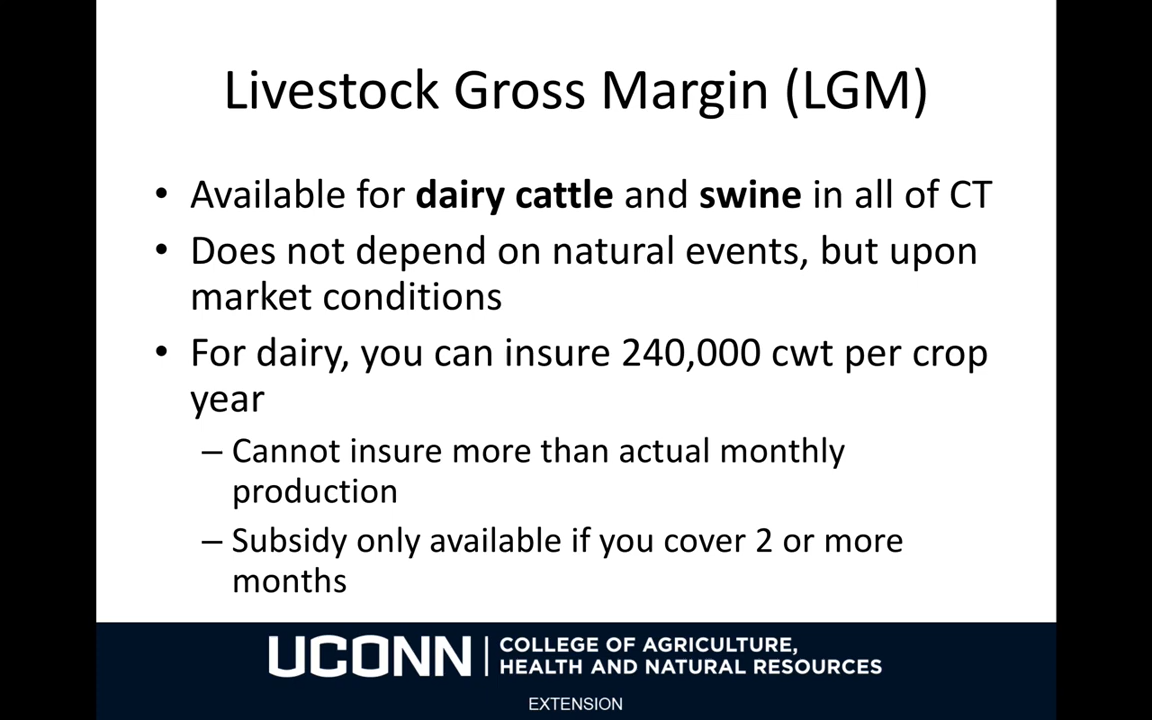 Livestock Gross Margin (LGM)
• Available for dairy cattle and swine in all of CT
• Does not depend on natural events, but upon
market conditions
• For dairy, you can insure 240,000 cwt per crop
year
– Cannot insure more than actual monthly
production
– Subsidy only available if you cover 2 or more
months
UCONN | COLLEGE OF AGRICULTURE,
HEALTH AND NATURAL RESOURCES
EXTENSION